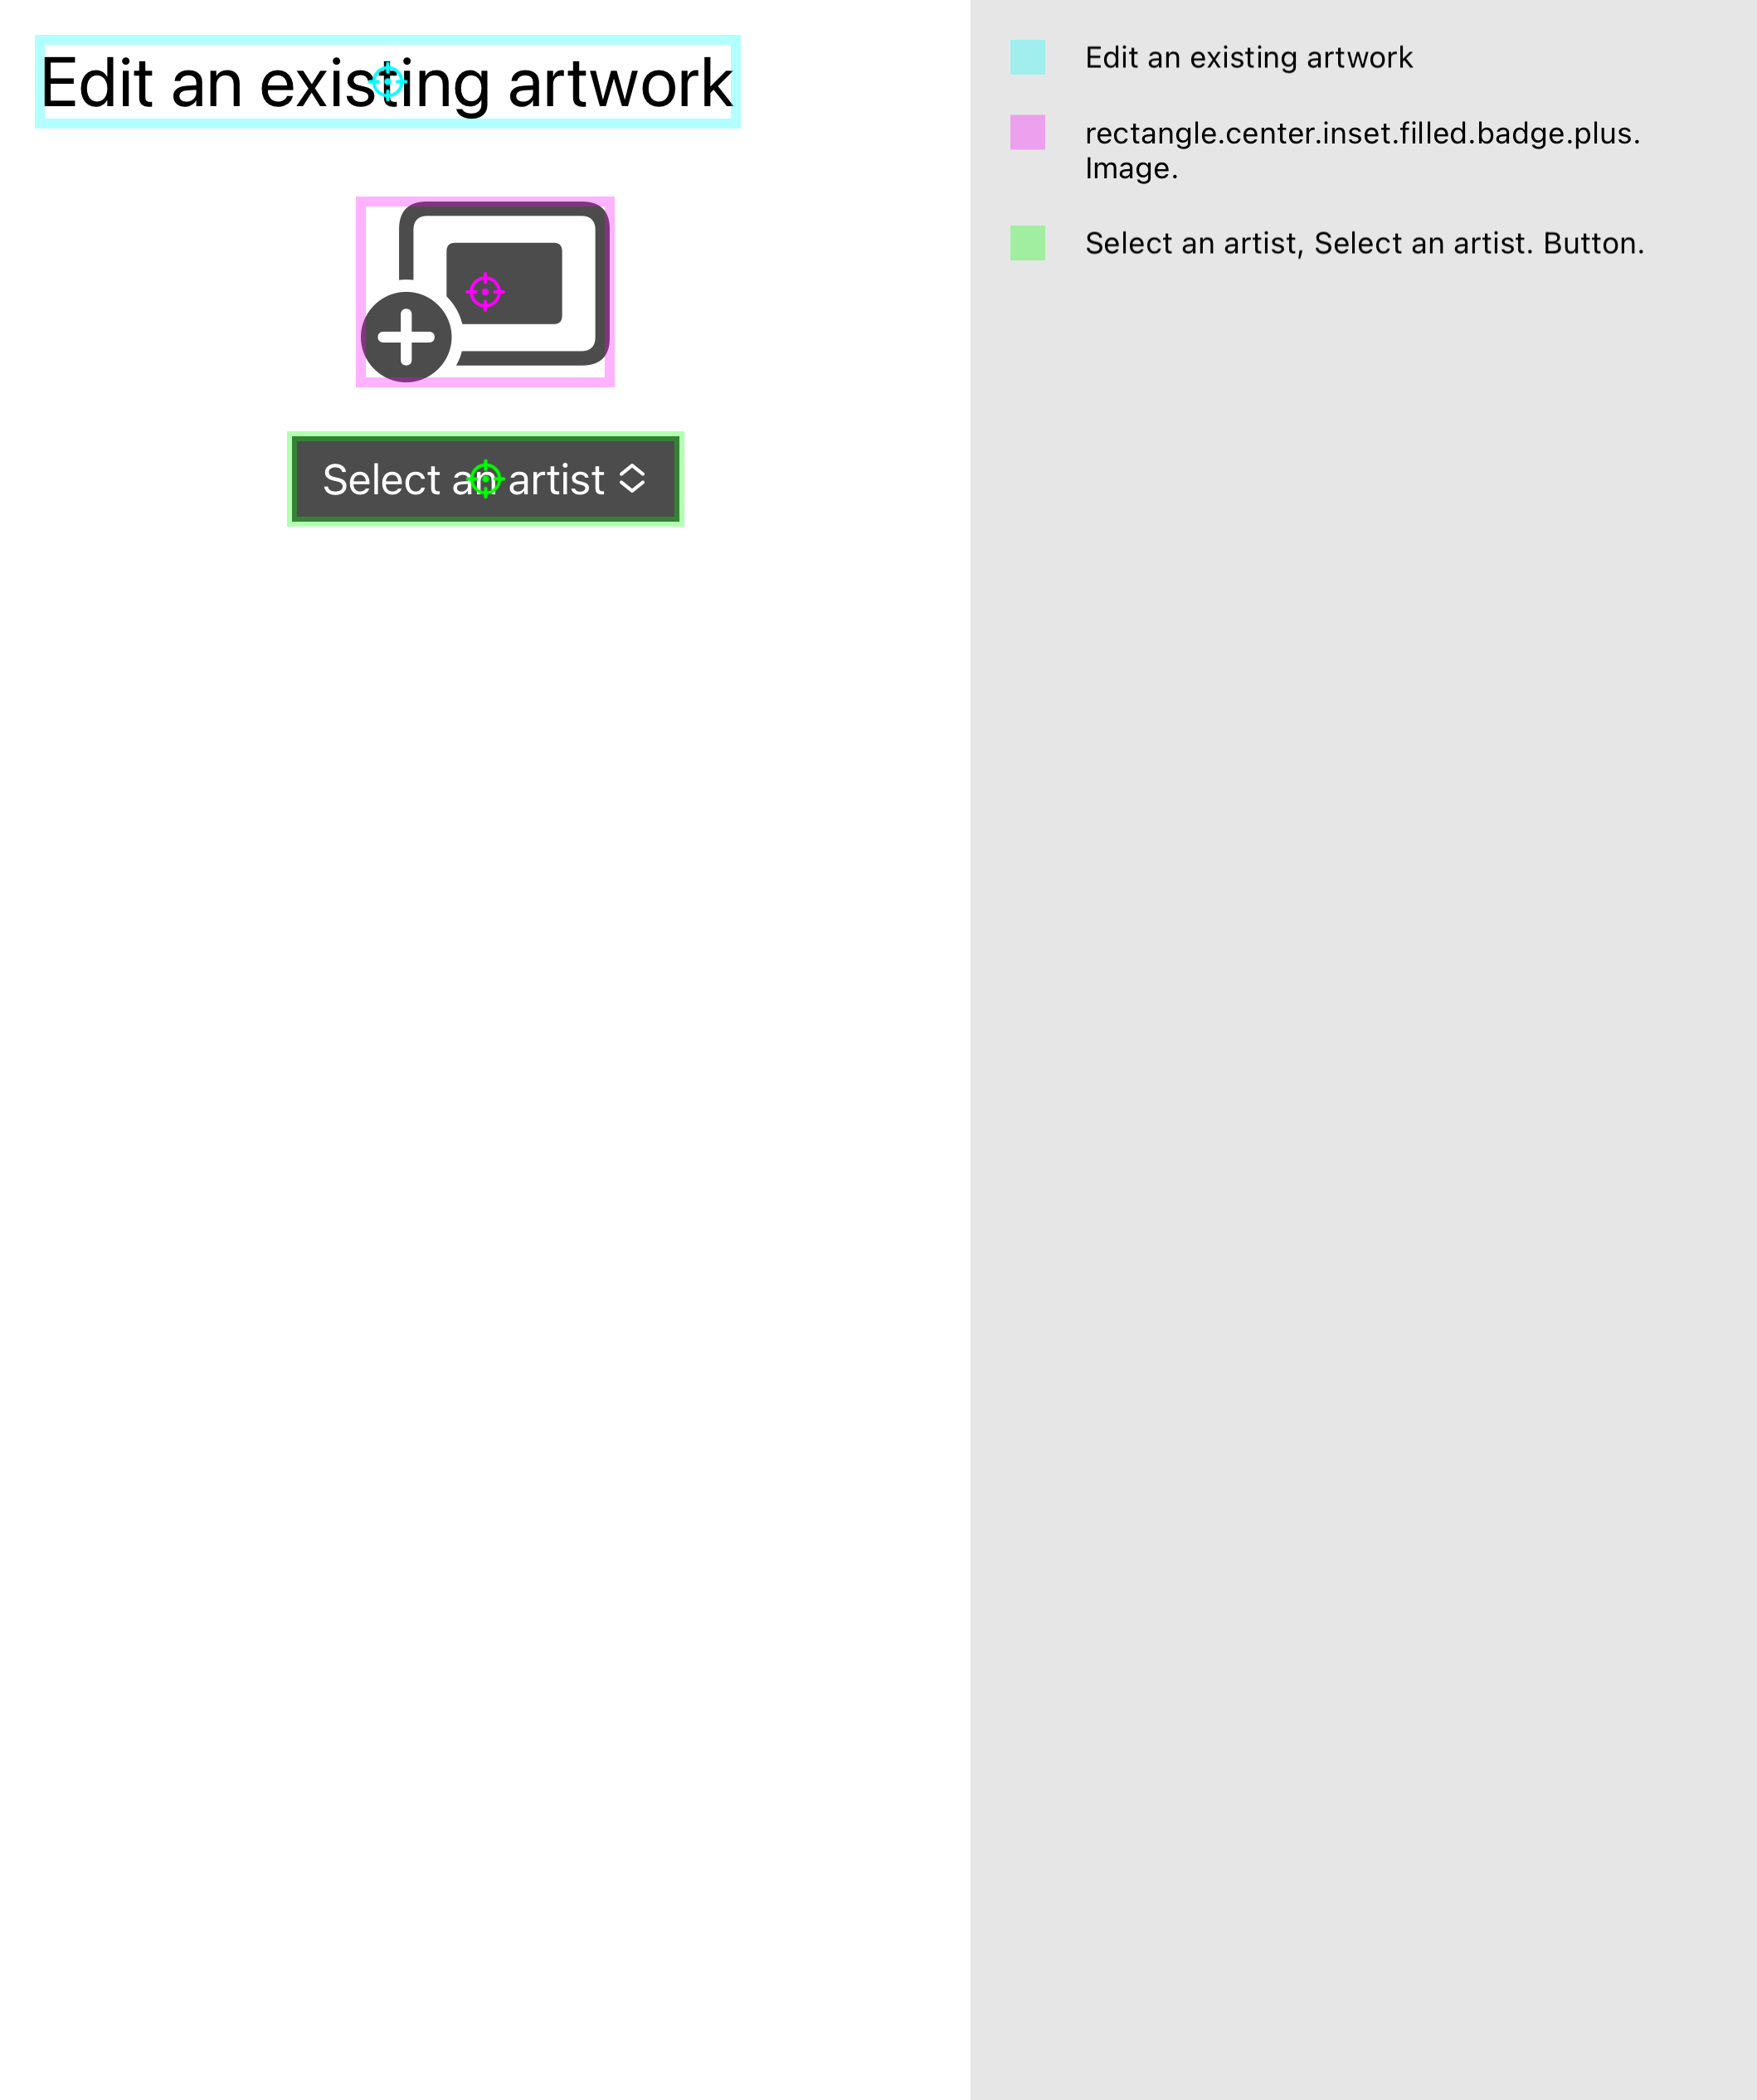 Edit an existing artwork
Select an artist
Edit an existing artwork
rectangle.center.inset.filled.badge.plus.
Image.
Select an artist, Select an artist. Button.